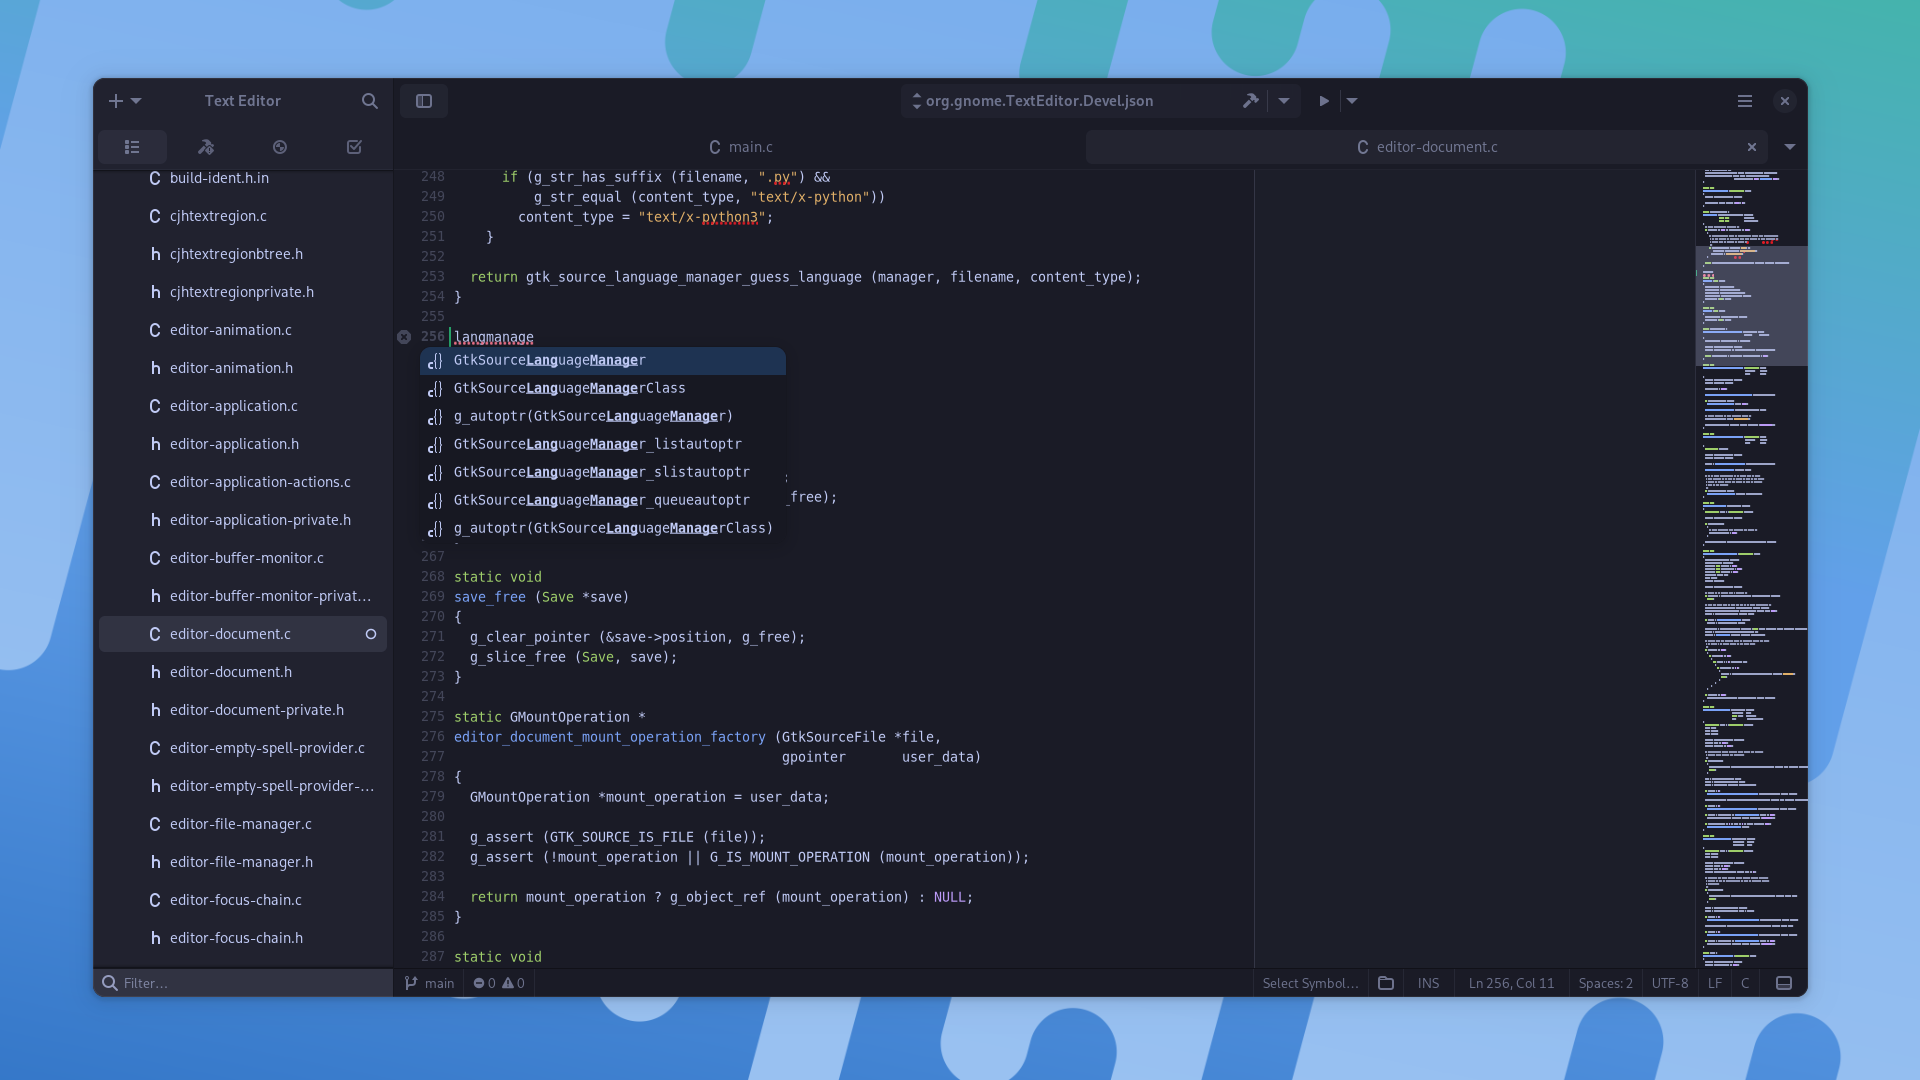 Text Editor
org.gnome.TextEditor.Devel.json
main.c
editor-document.c
build-ident.h.in
cjhtextregion.c
cjhtextregionbtree.h
cjhtextregionprivate.h
editor-animation.c
editor-animation.h
editor-application.c
editor-application.h
editor-application-actions.c
editor-application-private.h
editor-buffer-monitor.c
editor-buffer-monitor-privat…
editor-document.c
editor-document.h
editor-document-private.h
editor-empty-spell-provider.c
editor-empty-spell-provider-…
editor-file-manager.c
editor-file-manager.h
editor-focus-chain.c
editor-focus-chain.h
Filter…
248       if (g_str_has_suffix (filename, ".py") &&
249           g_str_equal (content_type, "text/x-python"))
250         content_type = "text/x-python3";
251     }
252
253   return gtk_source_language_manager_guess_language (manager, filename, content_type);
254 }
255
256 langmanage
GtkSourceLanguageManager
GtkSourceLanguageManagerClass
g_autoptr(GtkSourceLanguageManager)
GtkSourceLanguageManager_listautoptr
GtkSourceLanguageManager_slistautoptr
;
GtkSourceLanguageManager_queueautoptr
_free);
g_autoptr(GtkSourceLanguageManagerClass)
267
268 static void
269 save_free (Save *save)
270 {
271   g_clear_pointer (&save->position, g_free);
272   g_slice_free (Save, save);
273 }
274
275 static GMountOperation *
276 editor_document_mount_operation_factory (GtkSourceFile *file,
277                                          gpointer       user_data)
278 {
279   GMountOperation *mount_operation = user_data;
280
281   g_assert (GTK_SOURCE_IS_FILE (file));
282   g_assert (!mount_operation || G_IS_MOUNT_OPERATION (mount_operation));
283
284   return mount_operation ? g_object_ref (mount_operation) : NULL;
285 }
286
287 static void
main 0 0 Select Symbol… INS Ln 256, Col 11 Spaces: 2 UTF-8 LF C